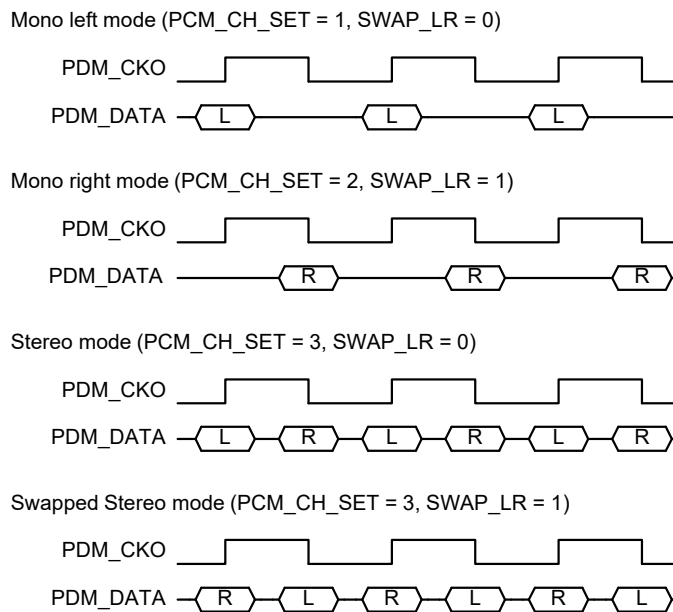 Mono left mode (PCM_CH_SET = 1, SWAP_LR = 0)
PDM_CKO
PDM_DATA L L L
Mono right mode (PCM_CH_SET = 2, SWAP_LR = 1)
PDM_CKO
PDM_DATA R R R
Stereo mode (PCM_CH_SET = 3, SWAP_LR = 0)
PDM_CKO
PDM_DATA L R L R L R
Swapped Stereo mode (PCM_CH_SET = 3, SWAP_LR = 1)
PDM_CKO
PDM_DATA R L R L R L